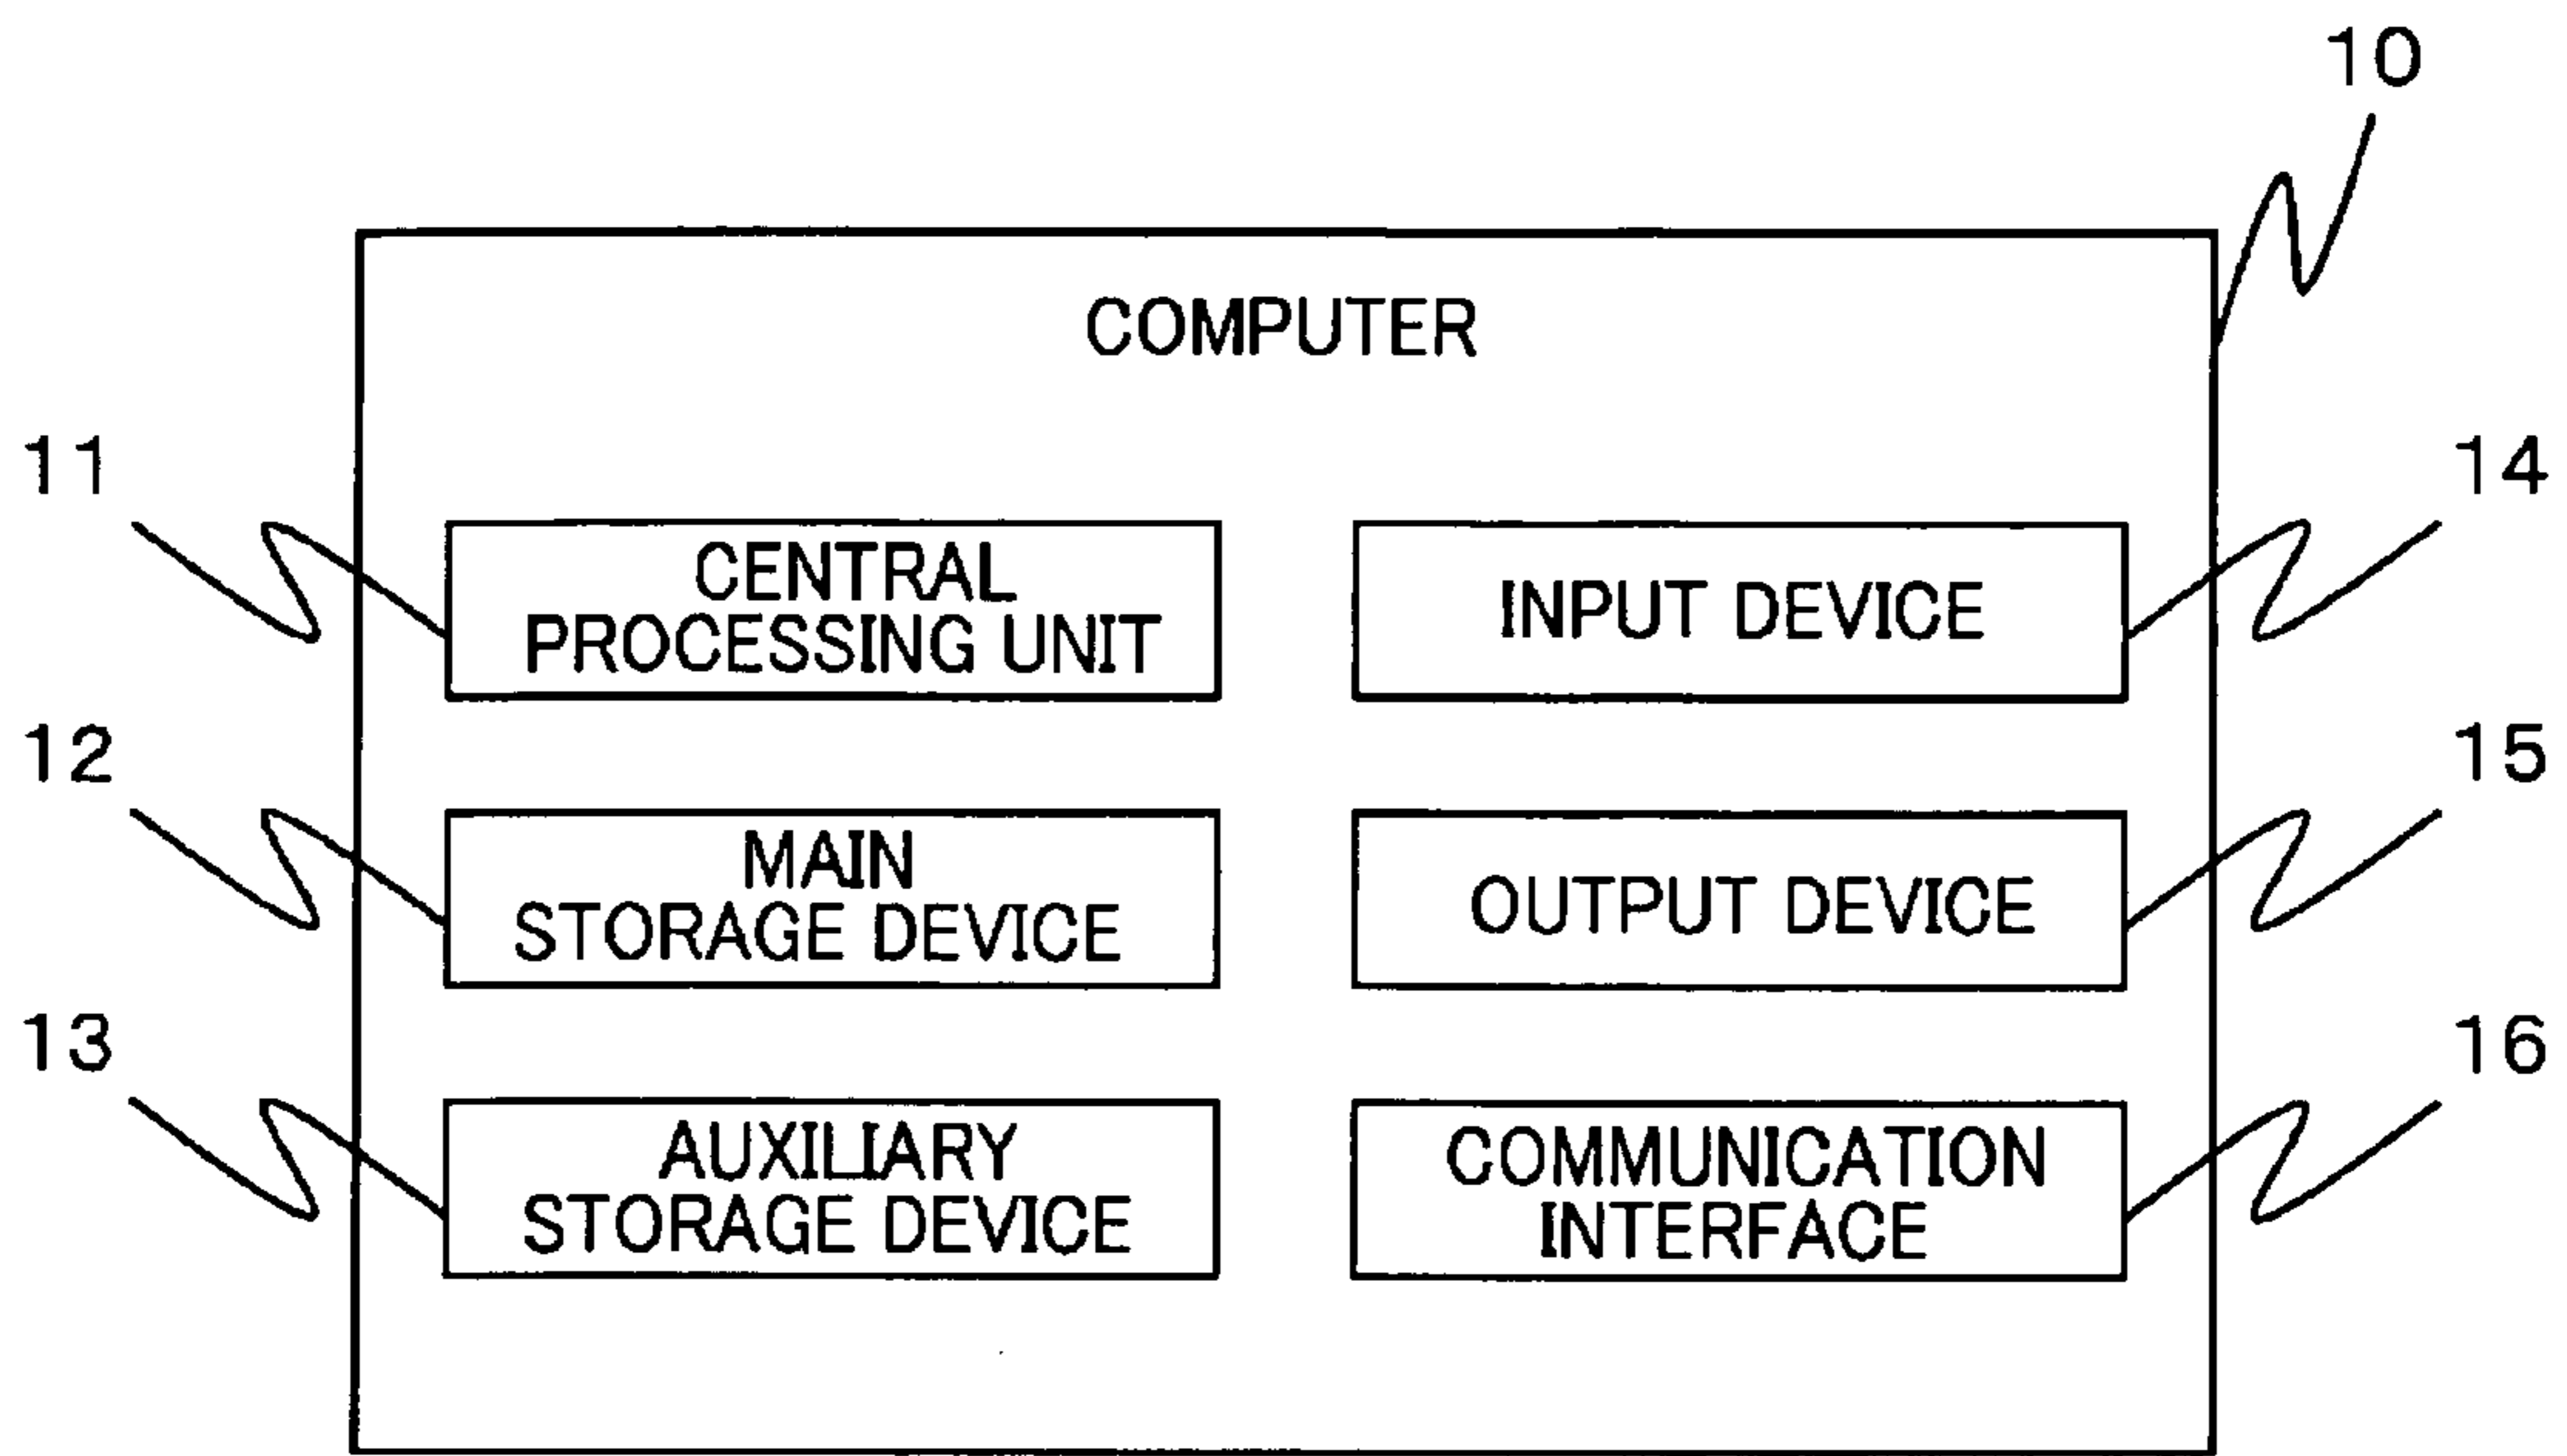 10
COMPUTER
11
CENTRAL
PROCESSING UNIT
14
INPUT DEVICE
12
MAIN
STORAGE DEVICE
15
OUTPUT DEVICE
13
AUXILIARY
STORAGE DEVICE
16
COMMUNICATION
INTERFACE